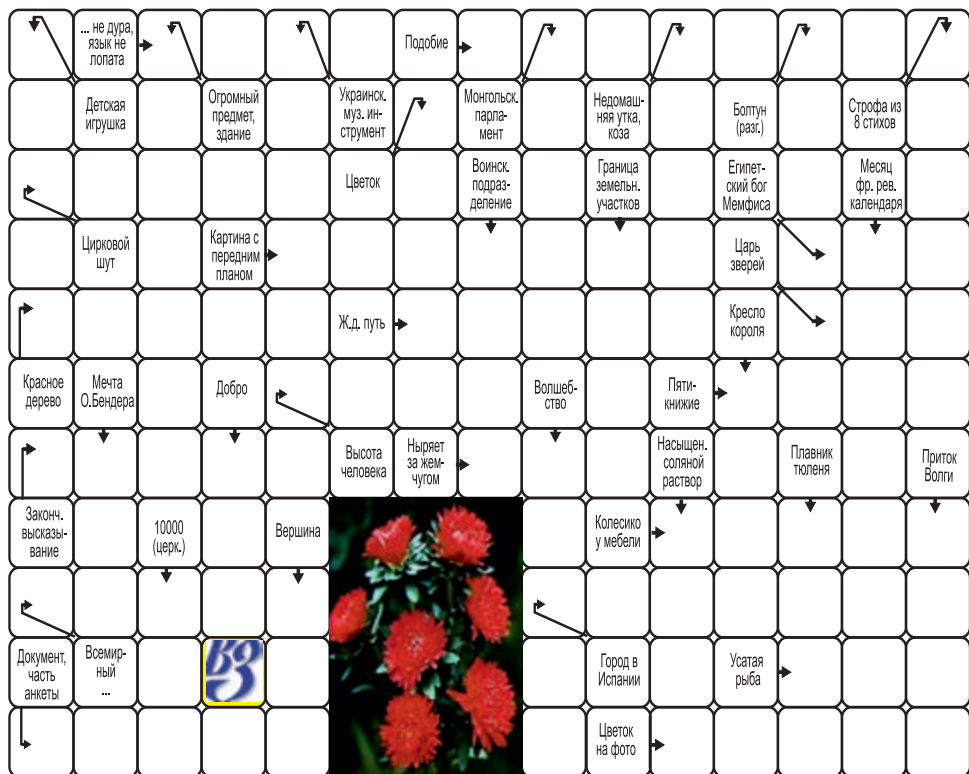 ... не дура,
язык не
лопата
Подобие
Детская
игрушка
Огромный
предмет,
здание
Украинск.
муз. ин-
струмент
Монгольск.
парла-
мент
Недомаш-
няя утка,
коза
Болтун
(разг.)
Строфа из
8 стихов
Цветок
Воинск.
подраз-
деление
Граница
земельн.
участков
Египет-
ский бог
Мемфиса
Месяц
фр. рев.
календаря
Цирковой
шут
Картина с
передним
планом
Царь
зверей
Ж.д. путь
Кресло
короля
Красное
дерево
Мечта
О.Бендера
Добро
Волшеб-
ство
Пяти-
книжие
Высота
человека
Ныряет
за жем-
чугом
Насыщен.
соляной
раствор
Плавник
тюленя
Приток
Волги
Законч.
высказы-
вание
10000
(церк.)
Вершина
Колесико
у мебели
Документ,
часть
анкеты
Всемир-
ный
...
ВЗ
Город в
Испании
Усатая
рыба
Цветок
на фото